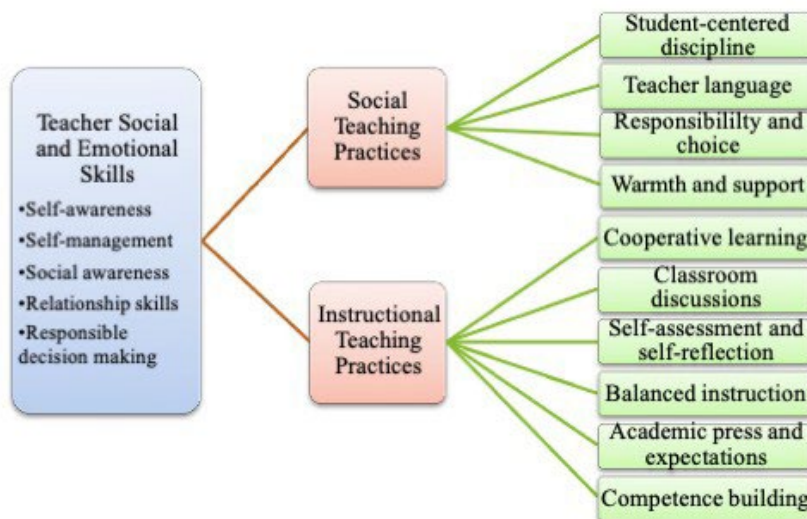 Teacher Social
and Emotional
Skills
•Self-awareness
•Self-management
•Social awareness
•Relationship skills
•Responsible
decision making
Social
Teaching
Practices
Instructional
Teaching
Practices
Student-centered
discipline
Teacher language
Responsibililty and
choice
Warmth and support
Cooperative learning
Classroom
discussions
Self-assessment and
self-reflection
Balanced instruction
Academic press and
expectations
Competence building